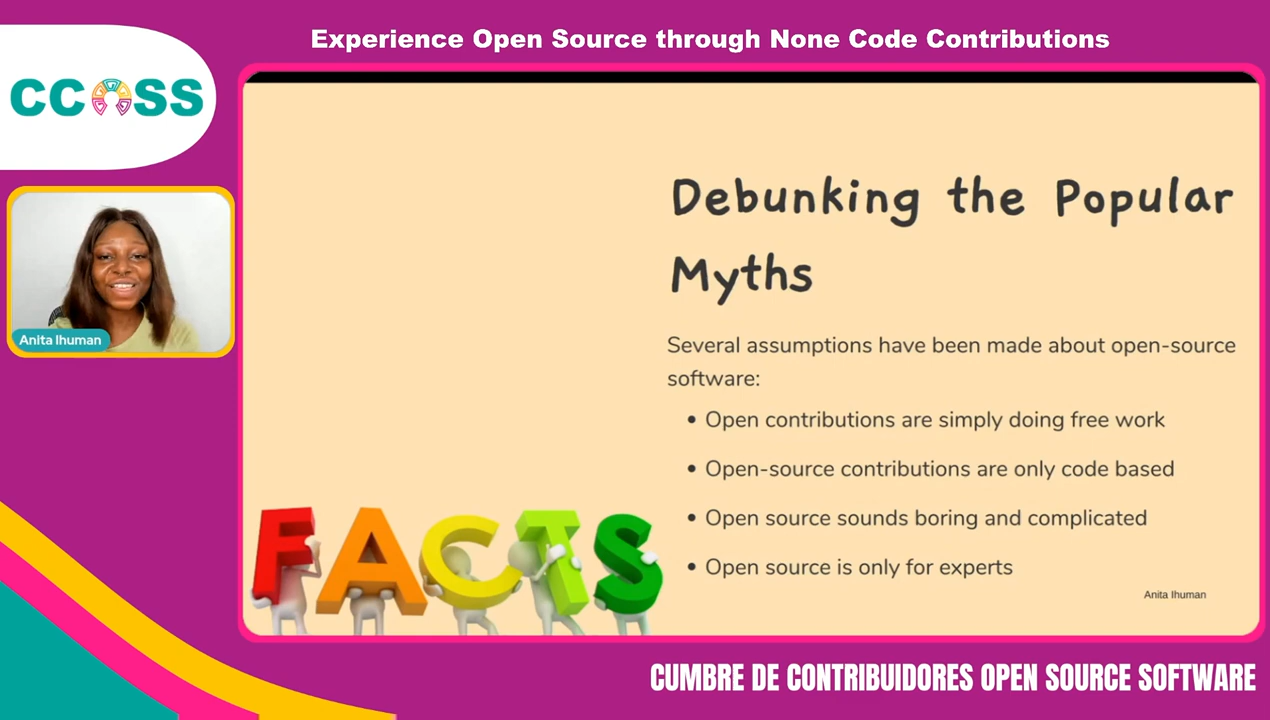 Experience Open Source through None Code Contributions
CCOSS
Anita Ihuman
Debunking the Popular
Myths
Several assumptions have been made about open-source
software:
• Open contributions are simply doing free work
• Open-source contributions are only code based
• Open source sounds boring and complicated
• Open source is only for experts
FACTS
Anita Ihuman
CUMBRE DE CONTRIBUIDORES OPEN SOURCE SOFTWARE